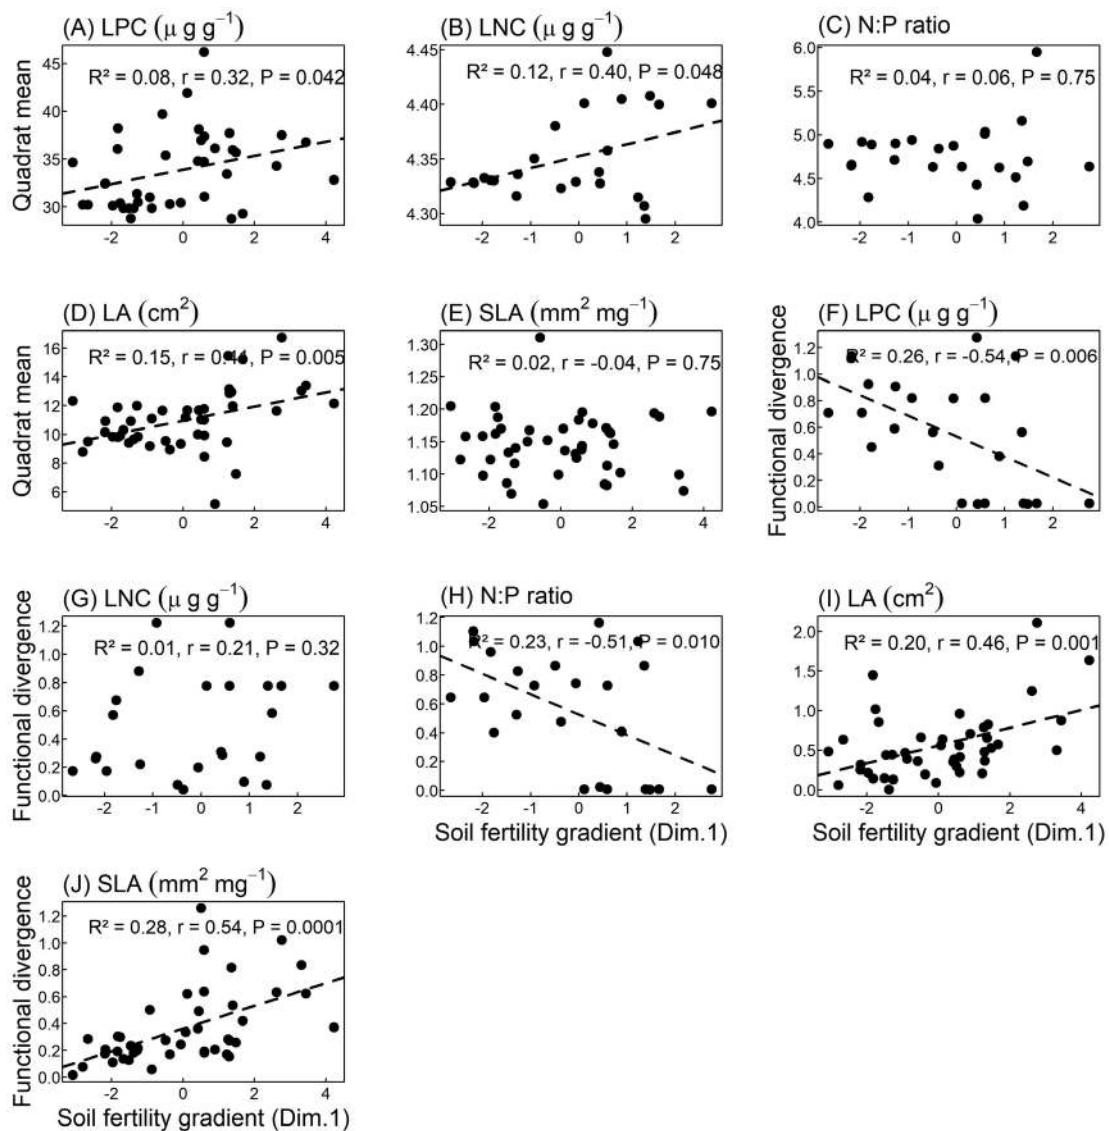 (A) LPC (μ g g⁻¹)
R² = 0.08, r = 0.32, P = 0.042
Quadrat mean
45
40
35
30
-2 0 2 4
(B) LNC (μ g g⁻¹)
R² = 0.12, r = 0.40, P = 0.048
4.45
4.40
4.35
4.30
-2 -1 0 1 2
(C) N:P ratio
R² = 0.04, r = 0.06, P = 0.75
6.0
5.5
5.0
4.5
4.0
-2 -1 0 1 2
(D) LA (cm²)
R² = 0.15, r = 0.44, P = 0.005
Quadrat mean
16
14
12
10
8
6
-2 0 2 4
(E) SLA (mm² mg⁻¹)
R² = 0.02, r = -0.04, P = 0.75
1.30
1.25
1.20
1.15
1.10
1.05
-2 0 2 4
(F) LPC (μ g g⁻¹)
R² = 0.26, r = -0.54, P = 0.006
Functional divergence
1.2
1.0
0.8
0.6
0.4
0.2
0.0
-2 -1 0 1 2
(G) LNC (μ g g⁻¹)
R² = 0.01, r = 0.21, P = 0.32
Functional divergence
1.2
1.0
0.8
0.6
0.4
0.2
0.0
-2 -1 0 1 2
(H) N:P ratio
R² = 0.23, r = -0.51, P = 0.010
1.2
1.0
0.8
0.6
0.4
0.2
0.0
-2 -1 0 1 2
Soil fertility gradient (Dim.1)
(I) LA (cm²)
R² = 0.20, r = 0.46, P = 0.001
2.0
1.5
1.0
0.5
0.0
-2 0 2 4
Soil fertility gradient (Dim.1)
(J) SLA (mm² mg⁻¹)
R² = 0.28, r = 0.54, P = 0.0001
Functional divergence
1.2
1.0
0.8
0.6
0.4
0.2
0.0
-2 0 2 4
Soil fertility gradient (Dim.1)